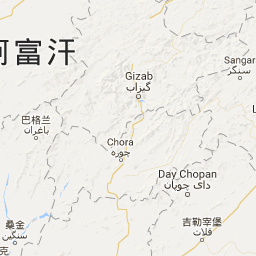 阿富汗
Gizab
گیزاب
Sangar
سنگر
巴格兰
باغران
Chora
چوره
Day Chopan
دای چوپان
吉勒宰堡
قلات
桑金
سنگین
克